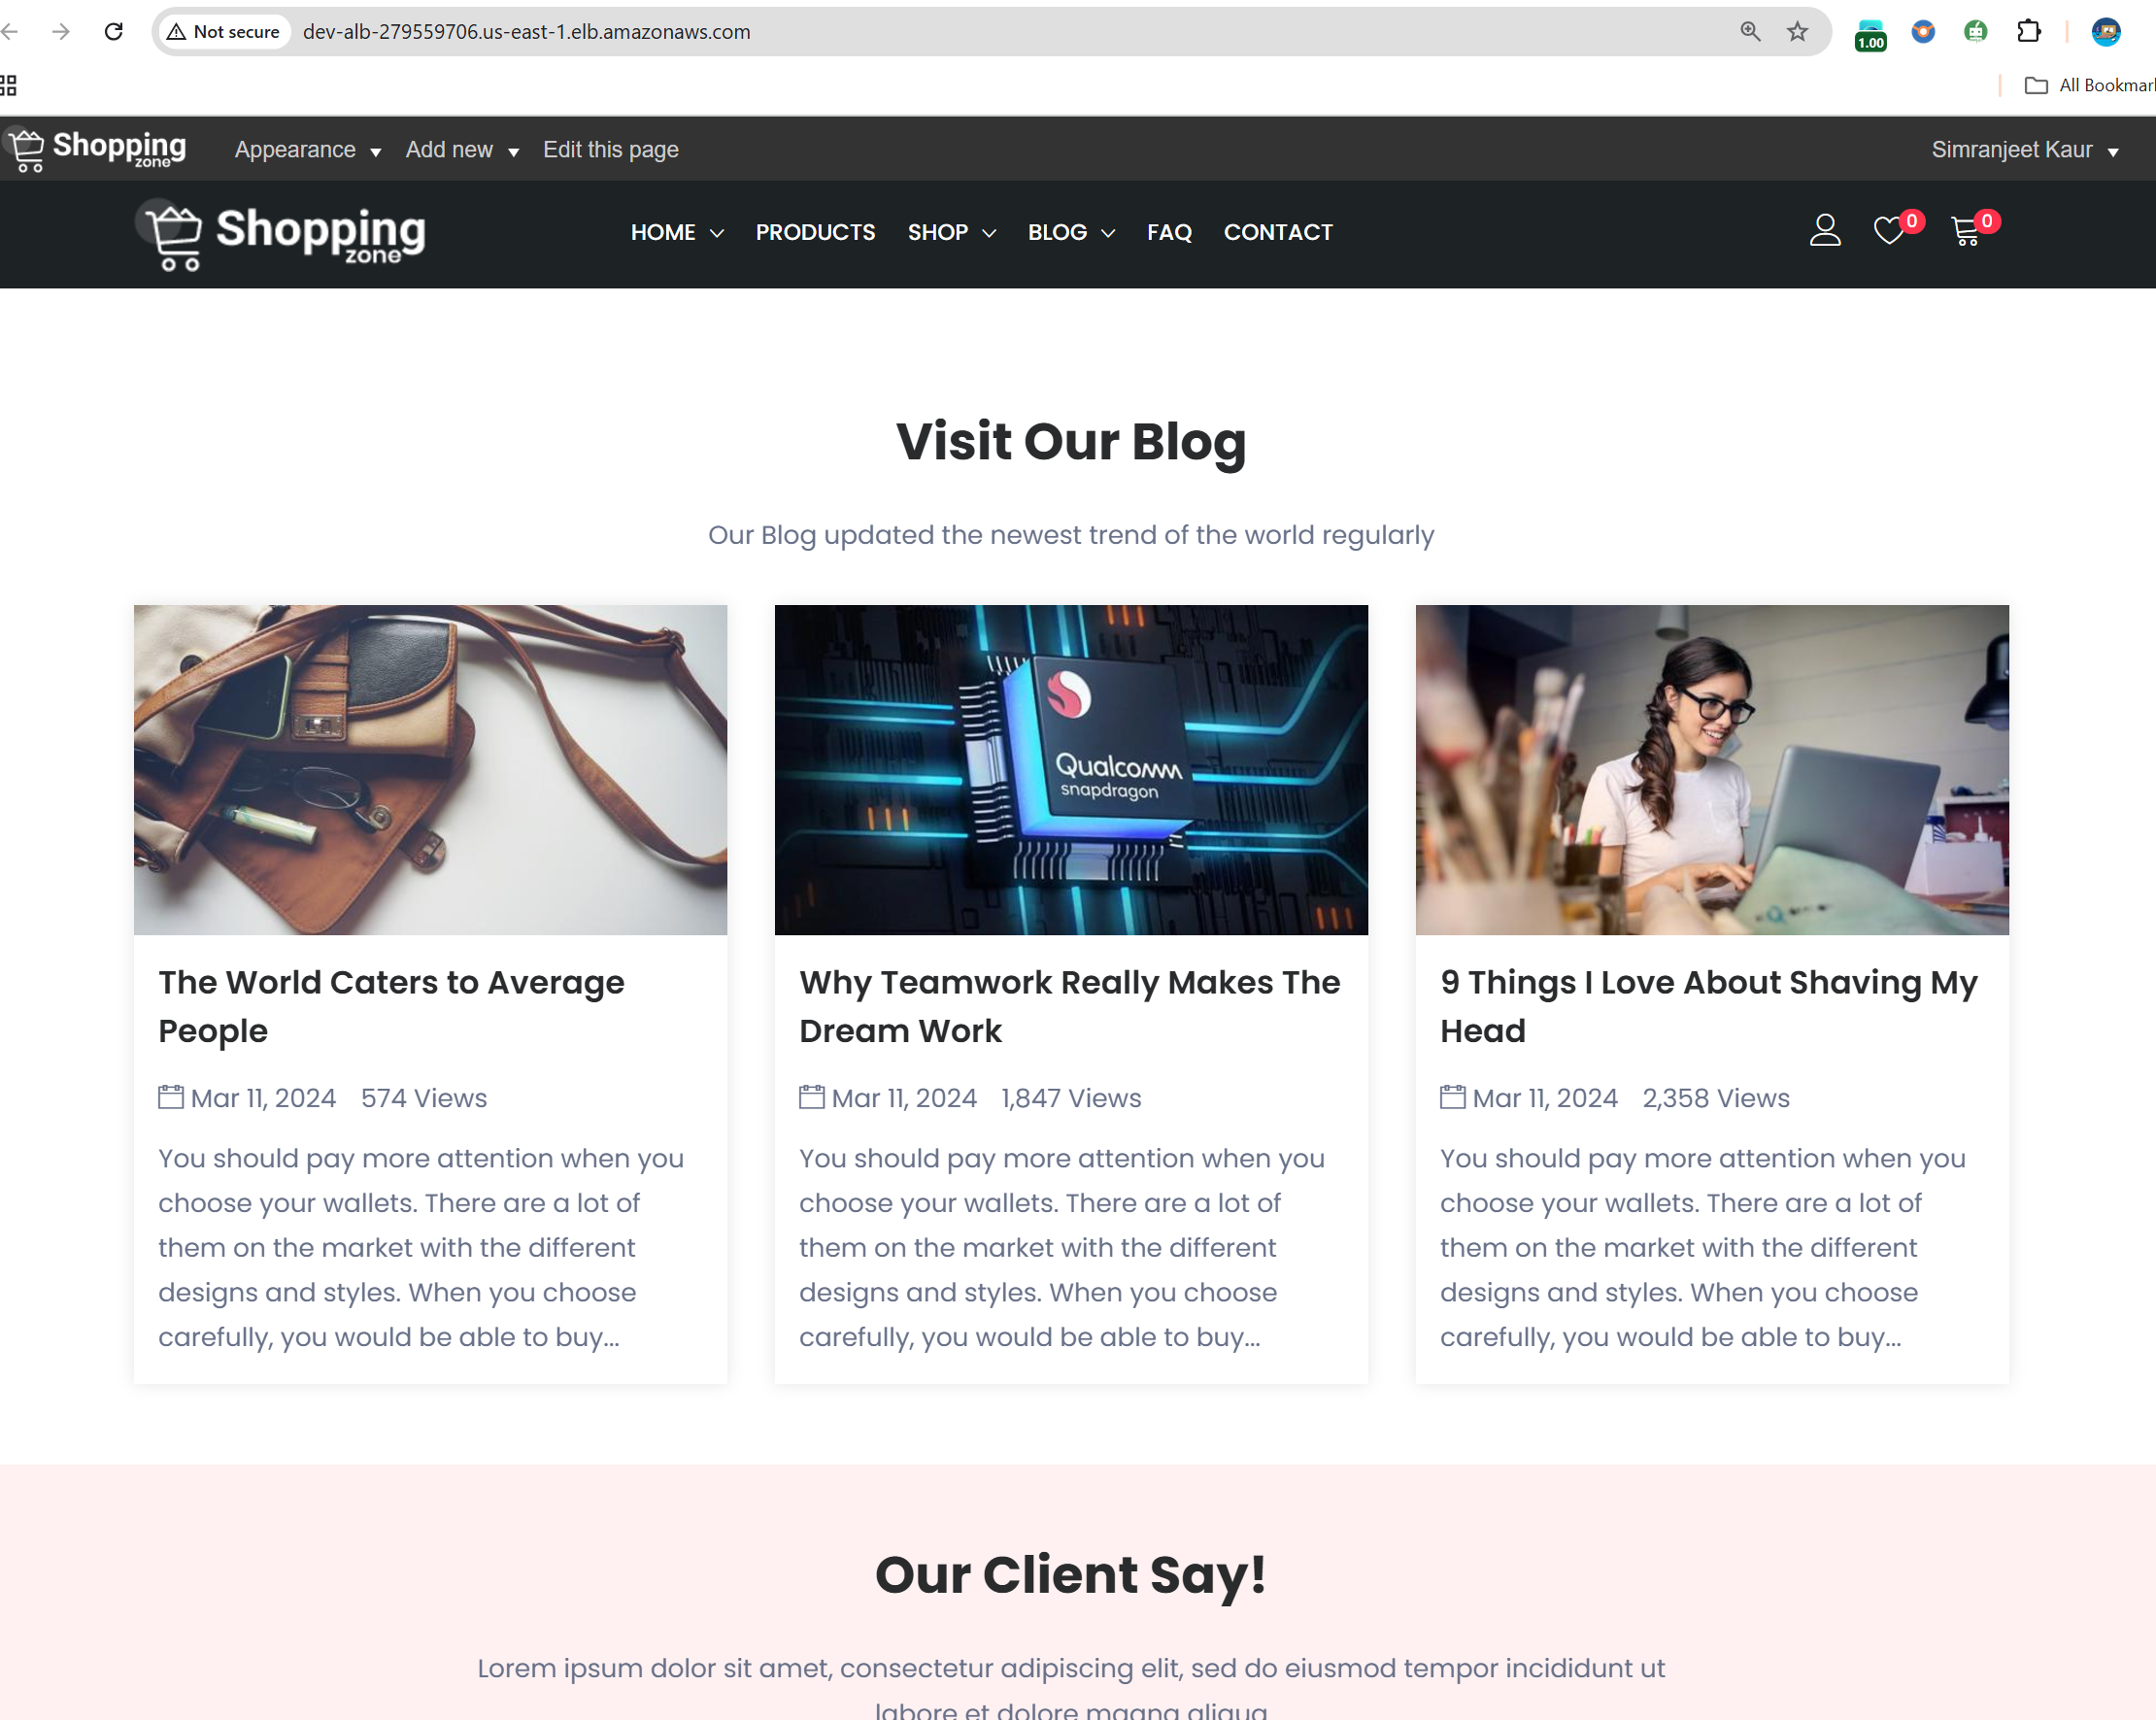 Not secure dev-alb-279559706.us-east-1.elb.amazonaws.com
1.00
All Bookmar
Shopping zone Appearance Add new Edit this page Simranjeet Kaur
Shopping zone HOME PRODUCTS SHOP BLOG FAQ CONTACT 0 0
Visit Our Blog
Our Blog updated the newest trend of the world regularly
Qualcomm
snapdragon
The World Caters to Average
People
Mar 11, 2024 574 Views
You should pay more attention when you
choose your wallets. There are a lot of
them on the market with the different
designs and styles. When you choose
carefully, you would be able to buy...
Why Teamwork Really Makes The
Dream Work
Mar 11, 2024 1,847 Views
You should pay more attention when you
choose your wallets. There are a lot of
them on the market with the different
designs and styles. When you choose
carefully, you would be able to buy...
9 Things I Love About Shaving My
Head
Mar 11, 2024 2,358 Views
You should pay more attention when you
choose your wallets. There are a lot of
them on the market with the different
designs and styles. When you choose
carefully, you would be able to buy...
Our Client Say!
Lorem ipsum dolor sit amet, consectetur adipiscing elit, sed do eiusmod tempor incididunt ut
labore et dolore magna aliqua